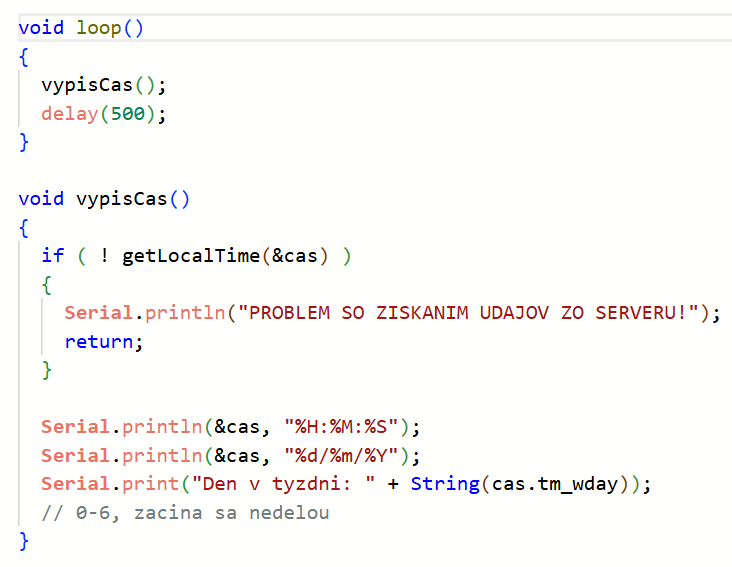 void loop()
{
  vypisCas();
  delay(500);
}

void vypisCas()
{
  if ( ! getLocalTime(&cas) )
  {
    Serial.println("PROBLEM SO ZISKANIM UDAJOV ZO SERVERU!");
    return;
  }

  Serial.println(&cas, "%H:%M:%S");
  Serial.println(&cas, "%d/%m/%Y");
  Serial.print("Den v tyzdni: " + String(cas.tm_wday));
  // 0-6, zacina sa nedelou
}